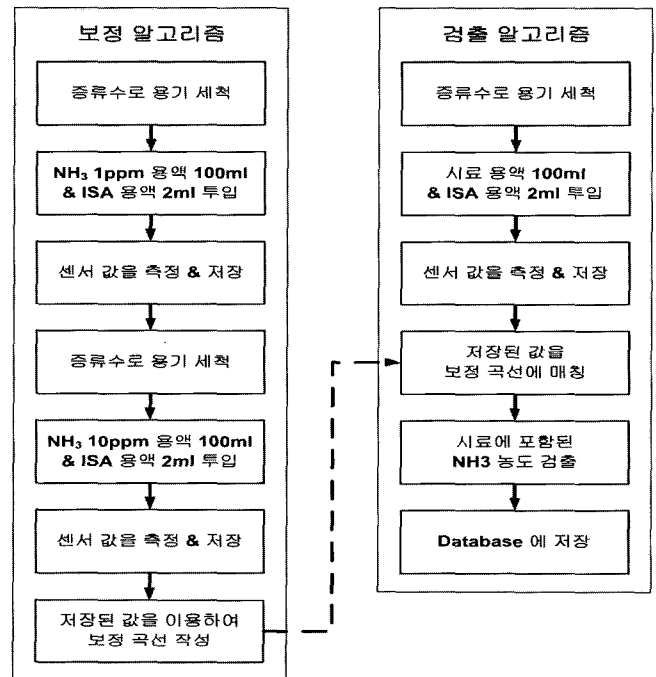 보정 알고리즘
증류수로 용기 세척
NH₃ 1ppm 용액 100ml
& ISA 용액 2ml 투입
센서 값을 측정 & 저장
증류수로 용기 세척
NH₃ 10ppm 용액 100ml
& ISA 용액 2ml 투입
센서 값을 측정 & 저장
저장된 값을 이용하여
보정 곡선 작성
검출 알고리즘
증류수로 용기 세척
시료 용액 100ml
& ISA 용액 2ml 투입
센서 값을 측정 & 저장
저장된 값을
보정 곡선에 매칭
시료에 포함된
NH3 농도 검출
Database 에 저장